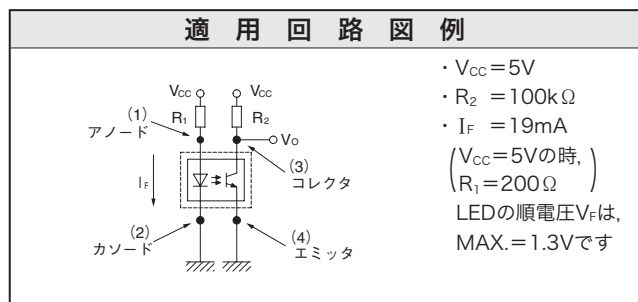 適用回路図例
VCC VCC
R1 R2
(1)
アノード
VO
(3)
コレクタ
IF
(2)
カソード
(4)
エミッタ
・VCC=5V
・R2 =100kΩ
・IF =19mA
(VCC=5Vの時,
R1=200Ω)
LEDの順電圧VFは,
MAX.=1.3Vです